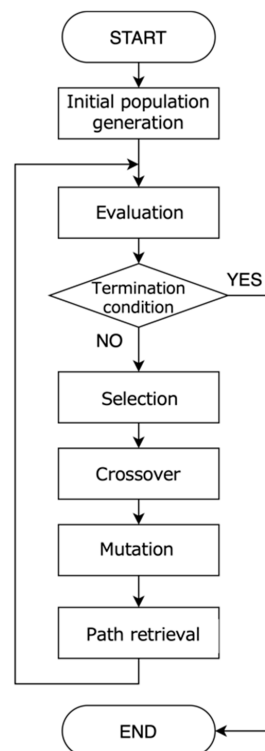 START
Initial population
generation
Evaluation
Termination
condition
YES
NO
Selection
Crossover
Mutation
Path retrieval
END